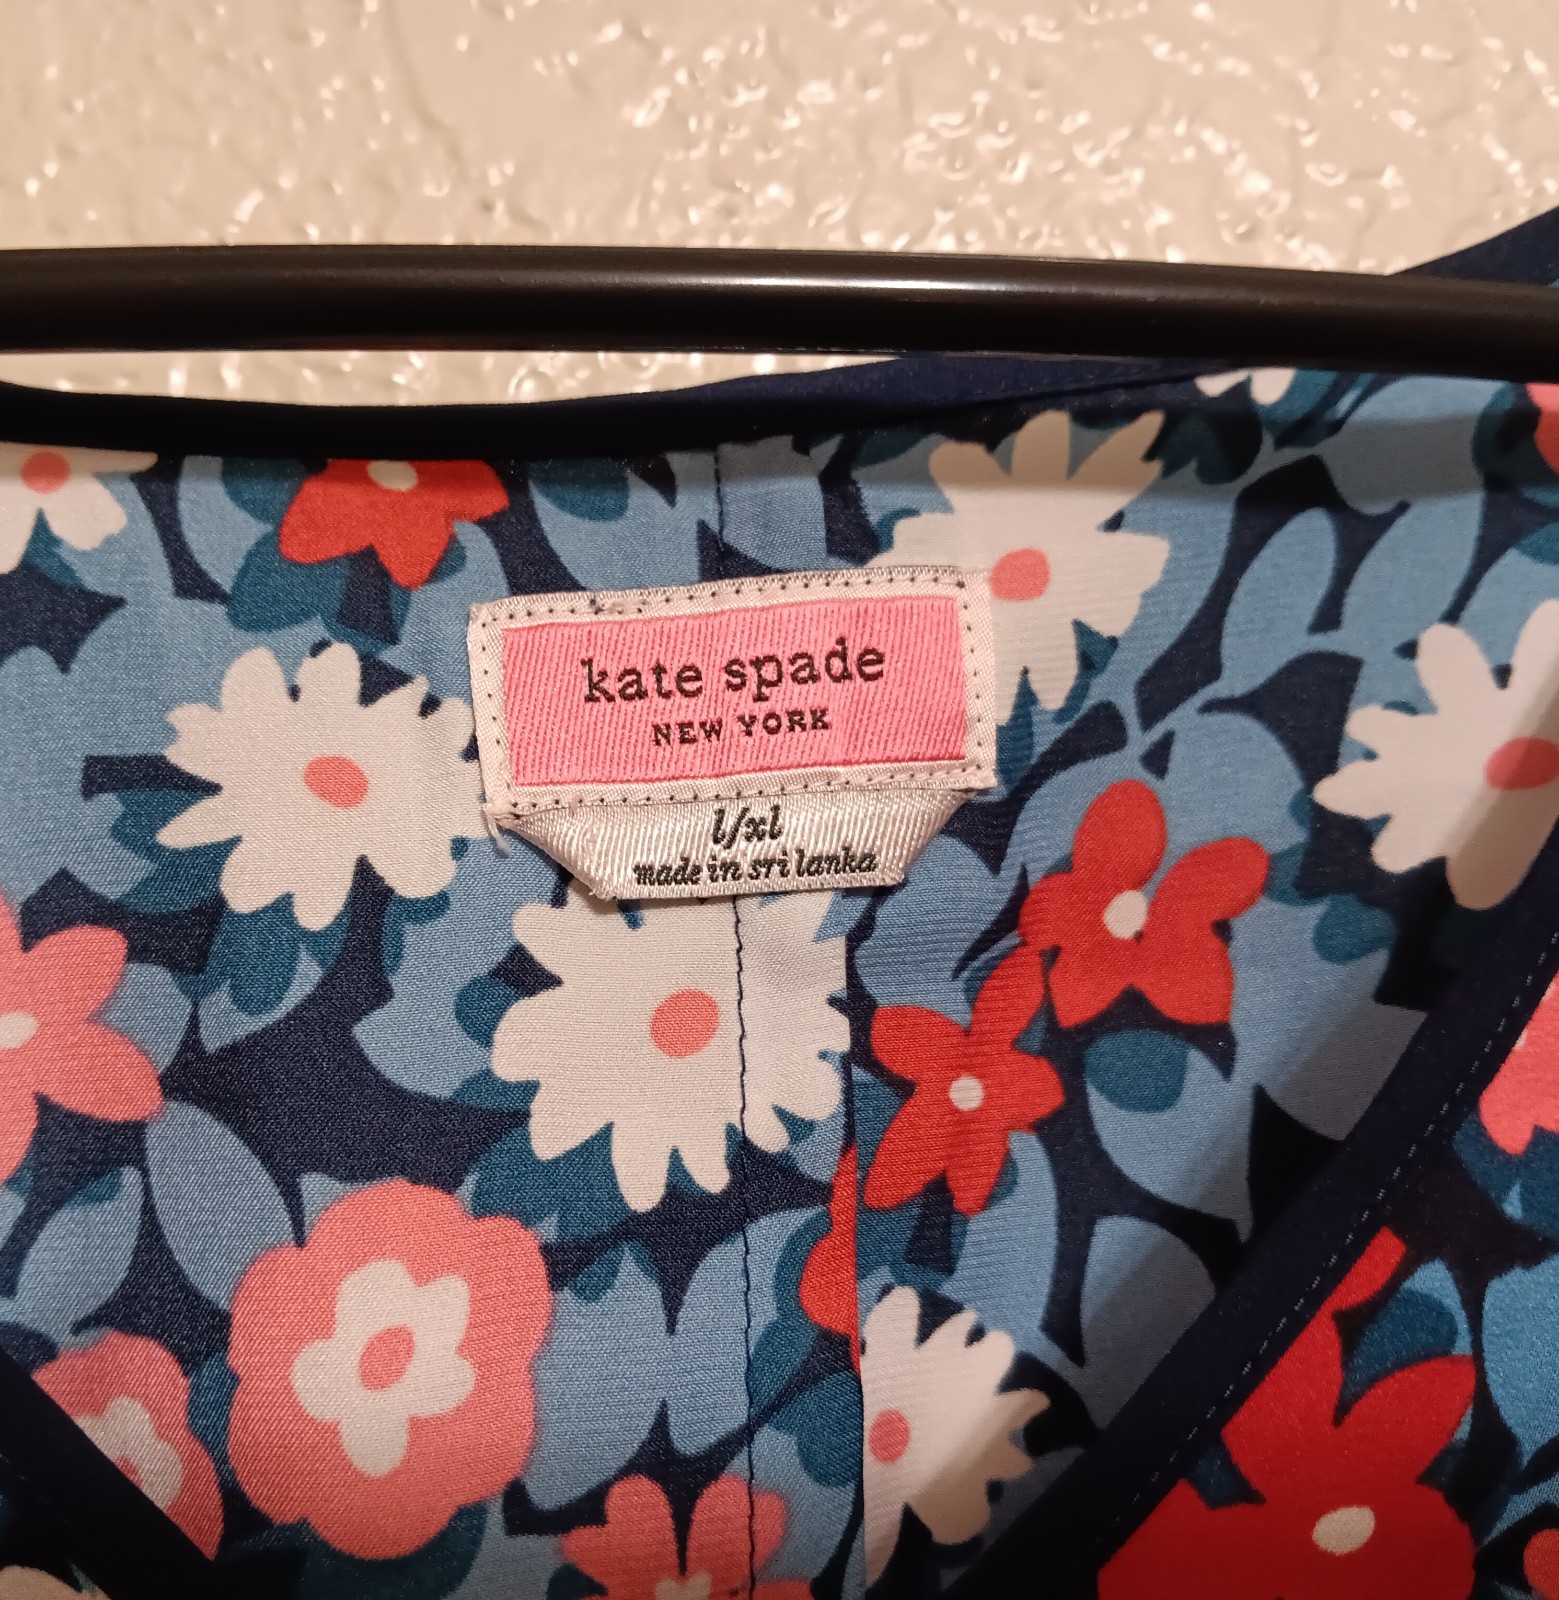 kate spade
NEW YORK
l/xl
made in sri lanka